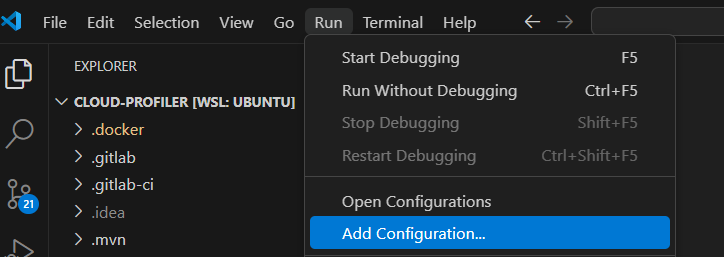 File Edit Selection View Go Run Terminal Help
EXPLORER
CLOUD-PROFILER [WSL: UBUNTU]
.docker
.gitlab
.gitlab-ci
.idea
.mvn
21
Start Debugging F5
Run Without Debugging Ctrl+F5
Stop Debugging Shift+F5
Restart Debugging Ctrl+Shift+F5
Open Configurations
Add Configuration...